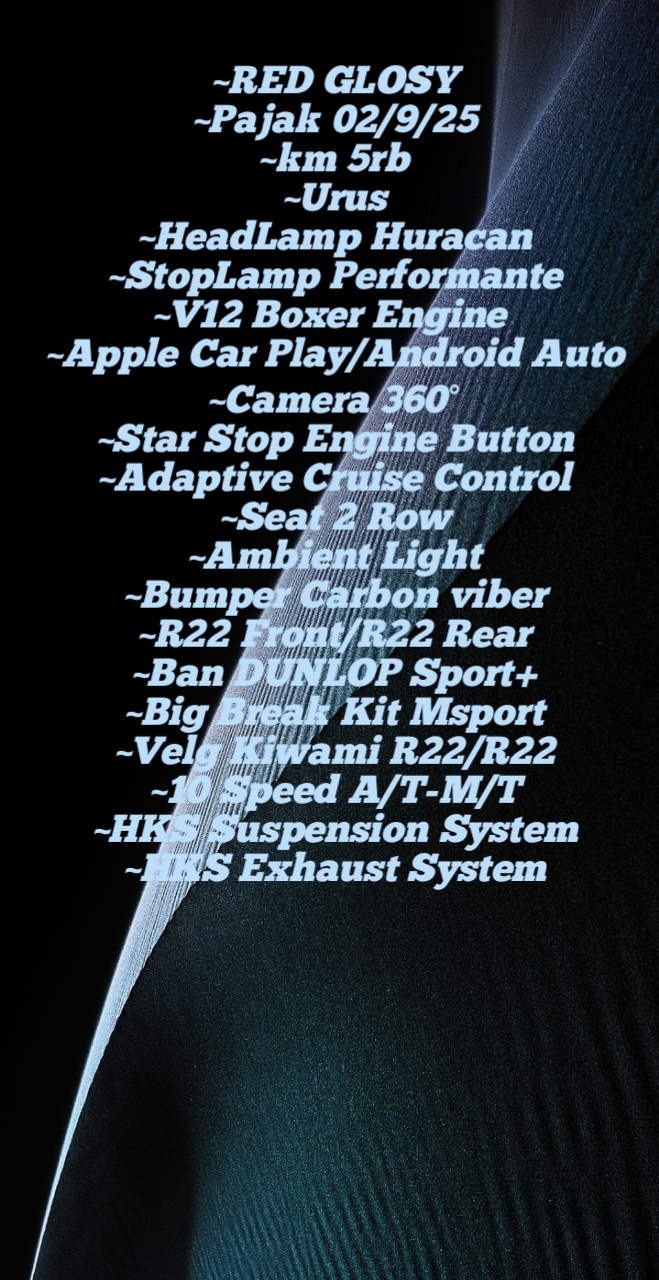 ~RED GLOSY
~Pajak 02/9/25
~km 5rb
~Urus
~HeadLamp Huracan
~StopLamp Performante
~V12 Boxer Engine
~Apple Car Play/Android Auto
~Camera 360°
~Star Stop Engine Button
~Adaptive Cruise Control
~Seat 2 Row
~Ambient Light
~Bumper Carbon viber
~R22 Front/R22 Rear
~Ban DUNLOP Sport+
~Big Break Kit Msport
~Velg Kiwami R22/R22
~10 Speed A/T-M/T
~HKS Suspension System
~HKS Exhaust System